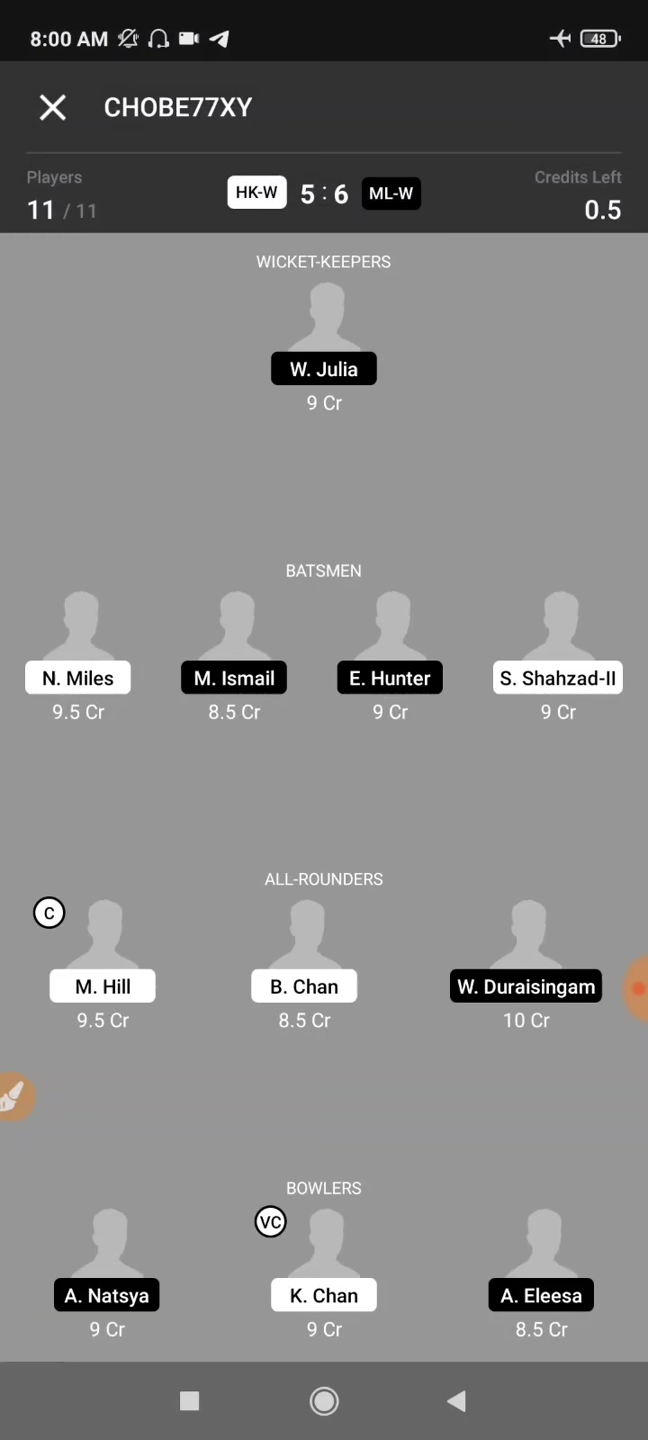 8:00 AM 48
CHOBE77XY
Players
11 / 11
HK-W 5 : 6 ML-W
Credits Left
0.5
WICKET-KEEPERS
W. Julia
9 Cr
BATSMEN
N. Miles M. Ismail E. Hunter S. Shahzad-II
9.5 Cr 8.5 Cr 9 Cr 9 Cr
ALL-ROUNDERS
C
M. Hill B. Chan W. Duraisingam
9.5 Cr 8.5 Cr 10 Cr
BOWLERS
VC
A. Natsya K. Chan A. Eleesa
9 Cr 9 Cr 8.5 Cr